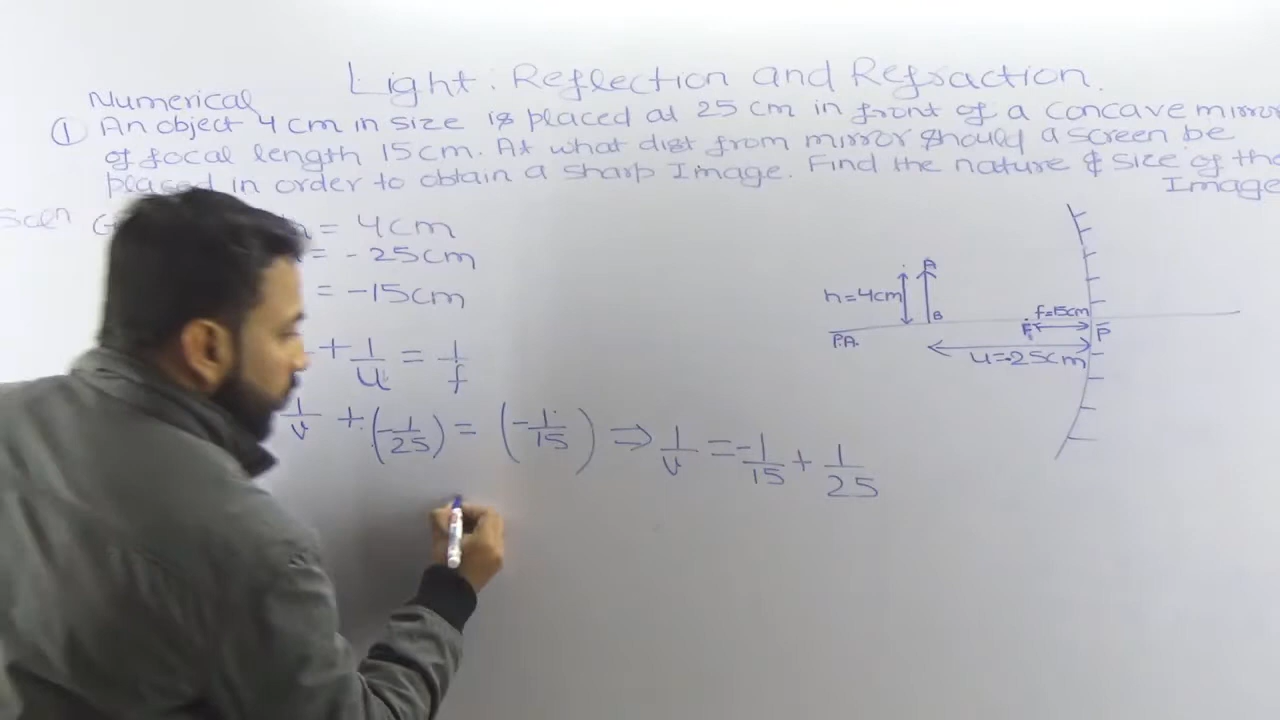 Light : Reflection and Refraction.
Numerical
① An object 4 cm in size is placed at 25 cm in front of a concave mirror
of focal length 15 cm. At what dist from mirror should a screen be
placed in order to obtain a sharp Image. Find the nature & size of the
Image
Soln G h = 4cm
= -25cm
= -15cm
+ 1/u = 1/f
1/v + (-1/25) = (-1/15) ⇒ 1/v = -1/15 + 1/25
A
h=4cm
B
f=15cm
P.A.
F
P
u=-25cm